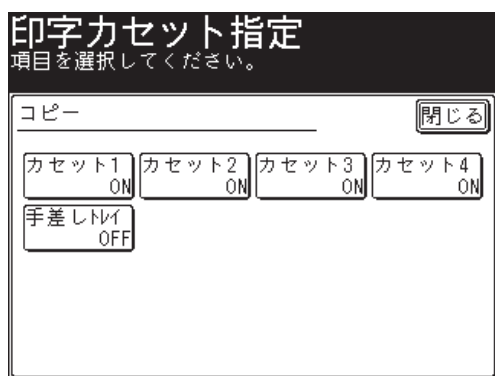 印字カセット指定
項目を選択してください。
コピー 閉じる
カセット1 カセット2 カセット3 カセット4
ON ON ON ON
手差しトレイ
OFF